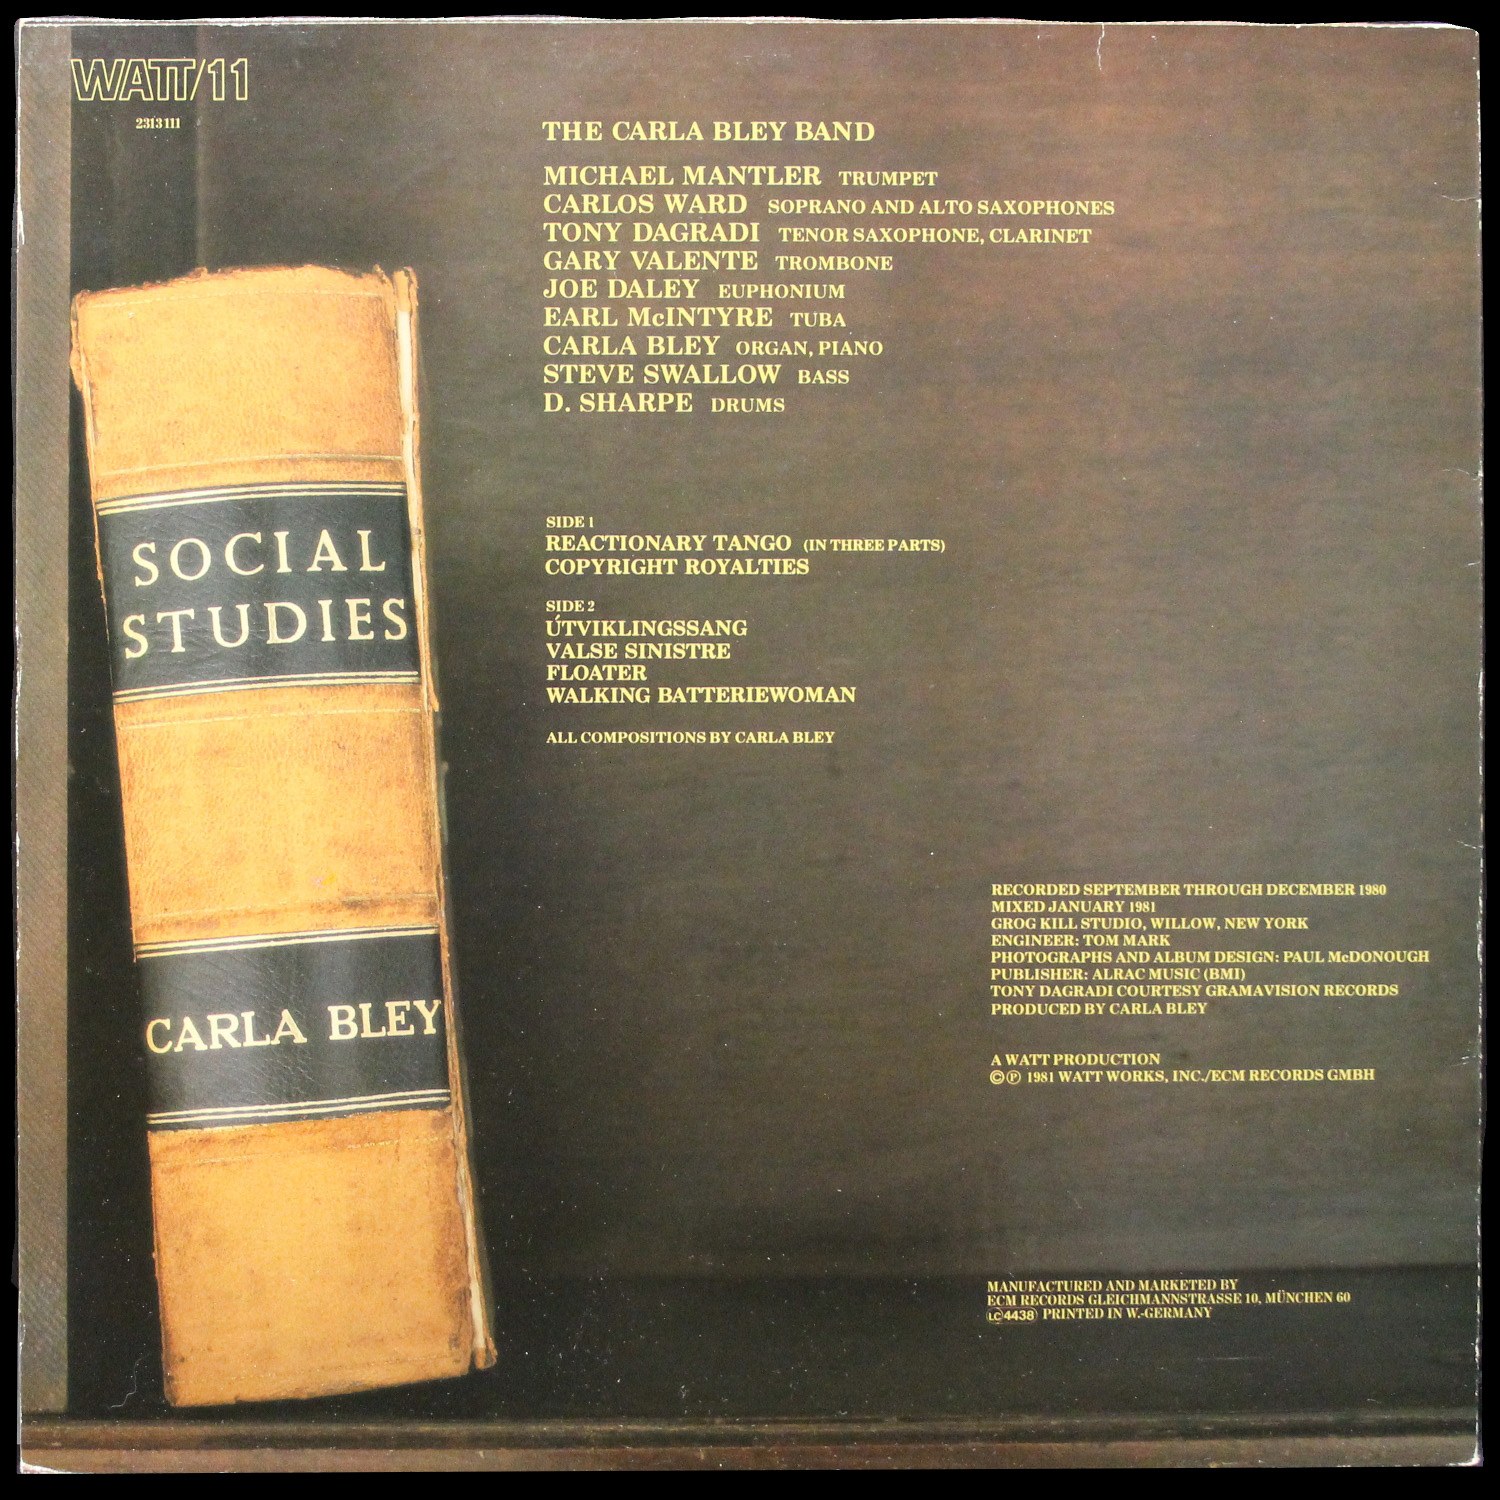 WATT/11
2313111
THE CARLA BLEY BAND
MICHAEL MANTLER TRUMPET
CARLOS WARD SOPRANO AND ALTO SAXOPHONES
TONY DAGRADI TENOR SAXOPHONE, CLARINET
GARY VALENTE TROMBONE
JOE DALEY EUPHONIUM
EARL McINTYRE TUBA
CARLA BLEY ORGAN, PIANO
STEVE SWALLOW BASS
D. SHARPE DRUMS
SOCIAL
STUDIES
CARLA BLEY
SIDE 1
REACTIONARY TANGO (IN THREE PARTS)
COPYRIGHT ROYALTIES
SIDE 2
ÚTVIKLINGSSANG
VALSE SINISTRE
FLOATER
WALKING BATTERIEWOMAN
ALL COMPOSITIONS BY CARLA BLEY
RECORDED SEPTEMBER THROUGH DECEMBER 1980
MIXED JANUARY 1981
GROG KILL STUDIO, WILLOW, NEW YORK
ENGINEER: TOM MARK
PHOTOGRAPHS AND ALBUM DESIGN: PAUL McDONOUGH
PUBLISHER: ALRAC MUSIC (BMI)
TONY DAGRADI COURTESY GRAMAVISION RECORDS
PRODUCED BY CARLA BLEY
A WATT PRODUCTION
©℗ 1981 WATT WORKS, INC./ECM RECORDS GMBH
MANUFACTURED AND MARKETED BY
ECM RECORDS GLEICHMANNSTRASSE 10, MÜNCHEN 60
LC 4438 PRINTED IN W.-GERMANY